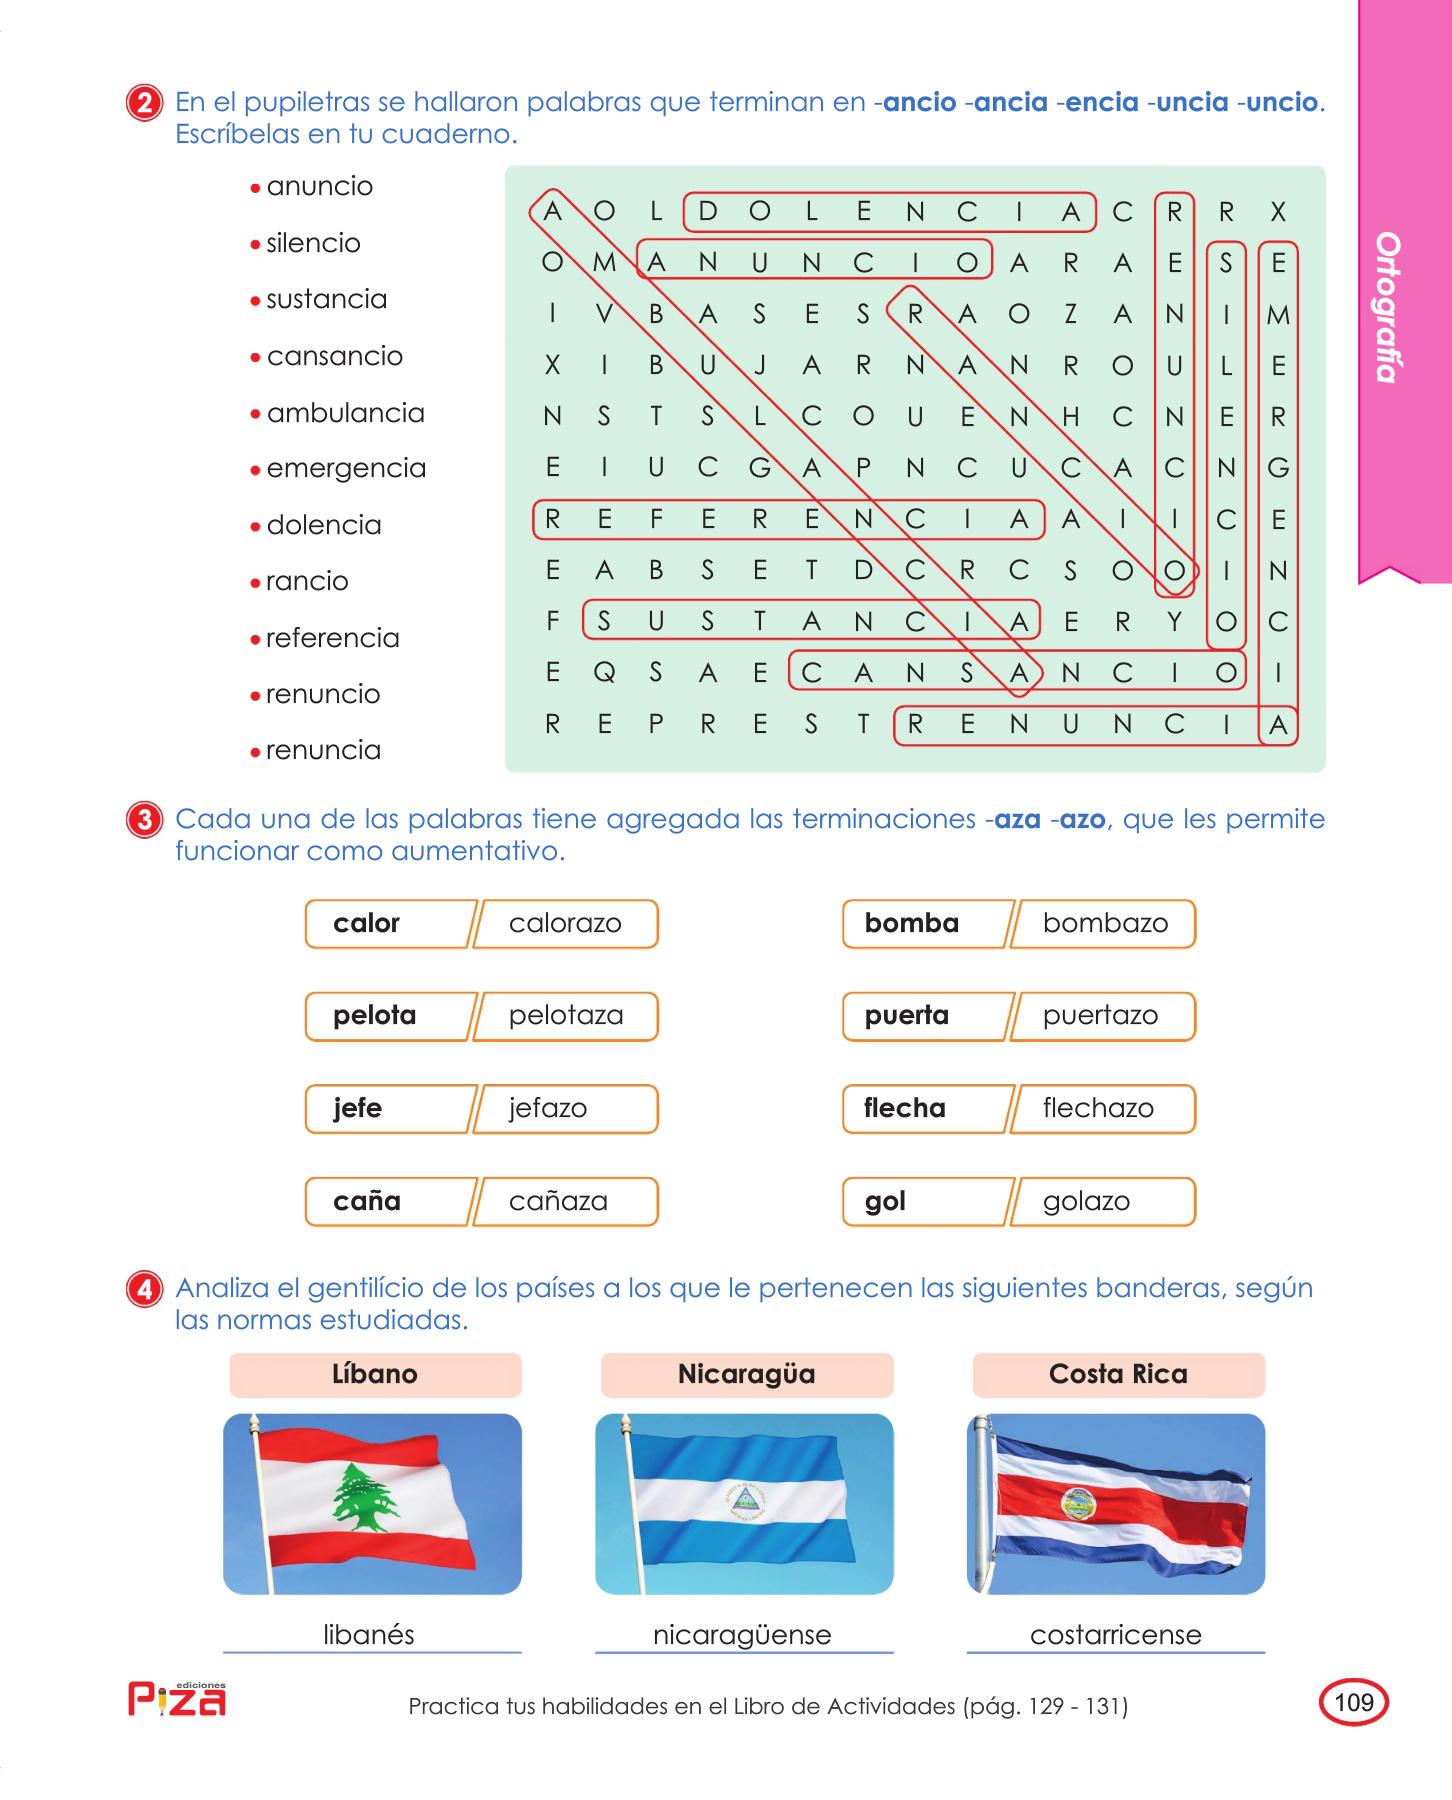 2 En el pupiletras se hallaron palabras que terminan en -ancio -ancia -encia -uncia -uncio.
Escríbelas en tu cuaderno.
• anuncio
• silencio
• sustancia
• cansancio
• ambulancia
• emergencia
• dolencia
• rancio
• referencia
• renuncio
• renuncia
A O L D O L E N C I A C R R X
O M A N U N C I O A R A E S E
I V B A S E S R A O Z A N I M
X I B U J A R N A N R O U L E
N S T S L C O U E N H C N E R
E I U C G A P N C U C A C N G
R E F E R E N C I A A I I C E
E A B S E T D C R C S O O I N
F S U S T A N C I A E R Y O C
E Q S A E C A N S A N C I O I
R E P R E S T R E N U N C I A
Ortografía
3 Cada una de las palabras tiene agregada las terminaciones -aza -azo, que les permite
funcionar como aumentativo.
calor calorazo bomba bombazo
pelota pelotaza puerta puertazo
jefe jefazo flecha flechazo
caña cañaza gol golazo
4 Analiza el gentilício de los países a los que le pertenecen las siguientes banderas, según
las normas estudiadas.
Líbano Nicaragüa Costa Rica
libanés nicaragüense costarricense
ediciones
Piza
Practica tus habilidades en el Libro de Actividades (pág. 129 - 131)
109